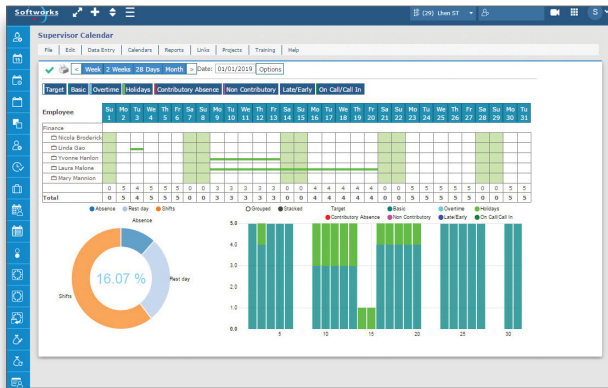 Softworks
(29) Lhen ST
S
Supervisor Calendar
File Edit Data Entry Calendars Reports Links Projects Training Help
< Week 2 Weeks 28 Days Month > Date: 01/01/2019 Options
Target Basic Overtime Holidays Contributory Absence Non Contributory Late/Early On Call/Call In
Employee Su Mo Tu We Th Fr Sa Su Mo Tu We Th Fr Sa Su Mo Tu We Th Fr Sa Su Mo Tu We Th Fr Sa Su Mo Tu
1 2 3 4 5 6 7 8 9 10 11 12 13 14 15 16 17 18 19 20 21 22 23 24 25 26 27 28 29 30 31
Finance
Nicola Broderick
Linda Gao
Yvonne Hanlon
Laura Malone
Mary Mannion
0 5 4 5 5 5 0 0 3 3 3 3 3 0 0 4 4 4 4 4 0 0 5 5 5 5 5 0 0 5 5
Total 0 5 4 5 5 5 0 0 3 3 3 3 3 0 0 4 4 4 4 4 0 0 5 5 5 5 5 0 0 5 5
Absence Rest day Shifts
Grouped Stacked Target Basic Overtime Holidays
Contributory Absence Non Contributory Late/Early On Call/Call In
Absence
16.07 %
Rest day
Shifts
5.0
4.0
3.0
2.0
1.0
0.0
5 10 15 20 25 30